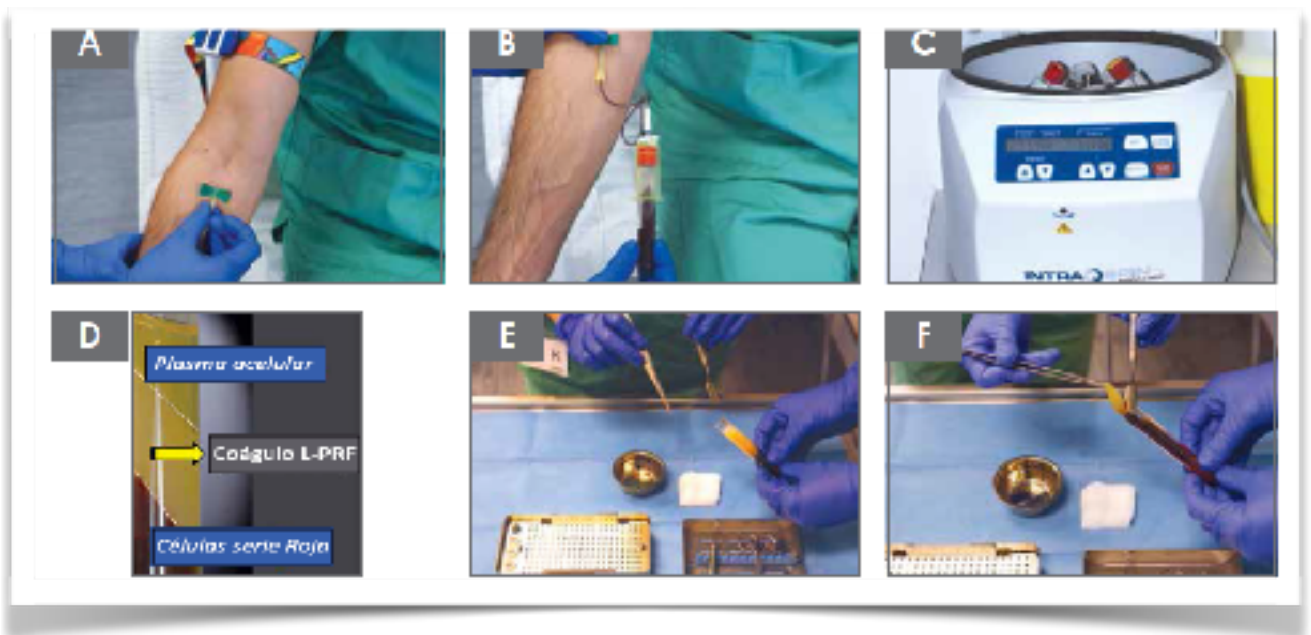 A
B
C
INTRA
D
Plasma acelular
Coágulo L-PRF
Células serie Roja
E
F